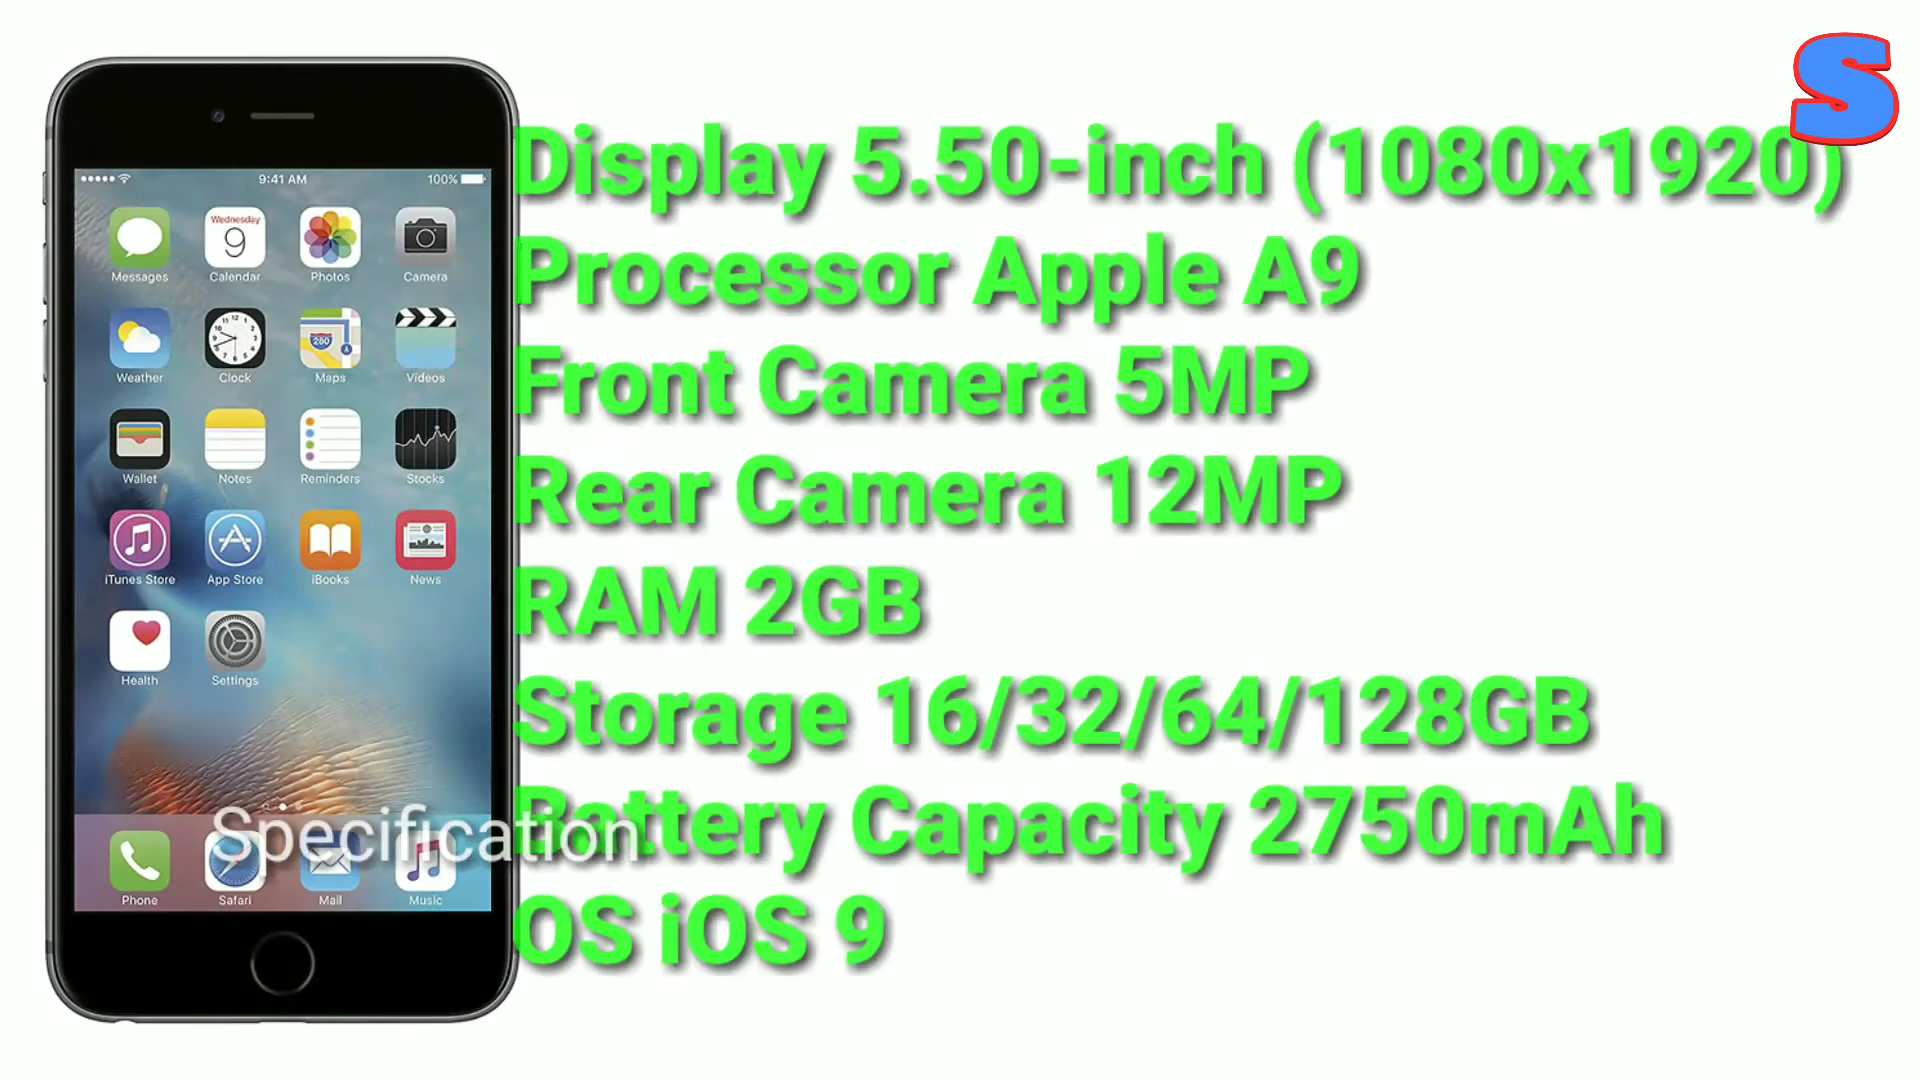 S
Display 5.50-inch (1080x1920)
Processor Apple A9
Front Camera 5MP
Rear Camera 12MP
RAM 2GB
Storage 16/32/64/128GB
Battery Capacity 2750mAh
OS iOS 9
Specification
9:41 AM 100%
Wednesday
9
Messages Calendar Photos Camera
12
280
Weather Clock Maps Videos
Wallet Notes Reminders Stocks
iTunes Store App Store iBooks News
Health Settings
Phone Safari Mail Music